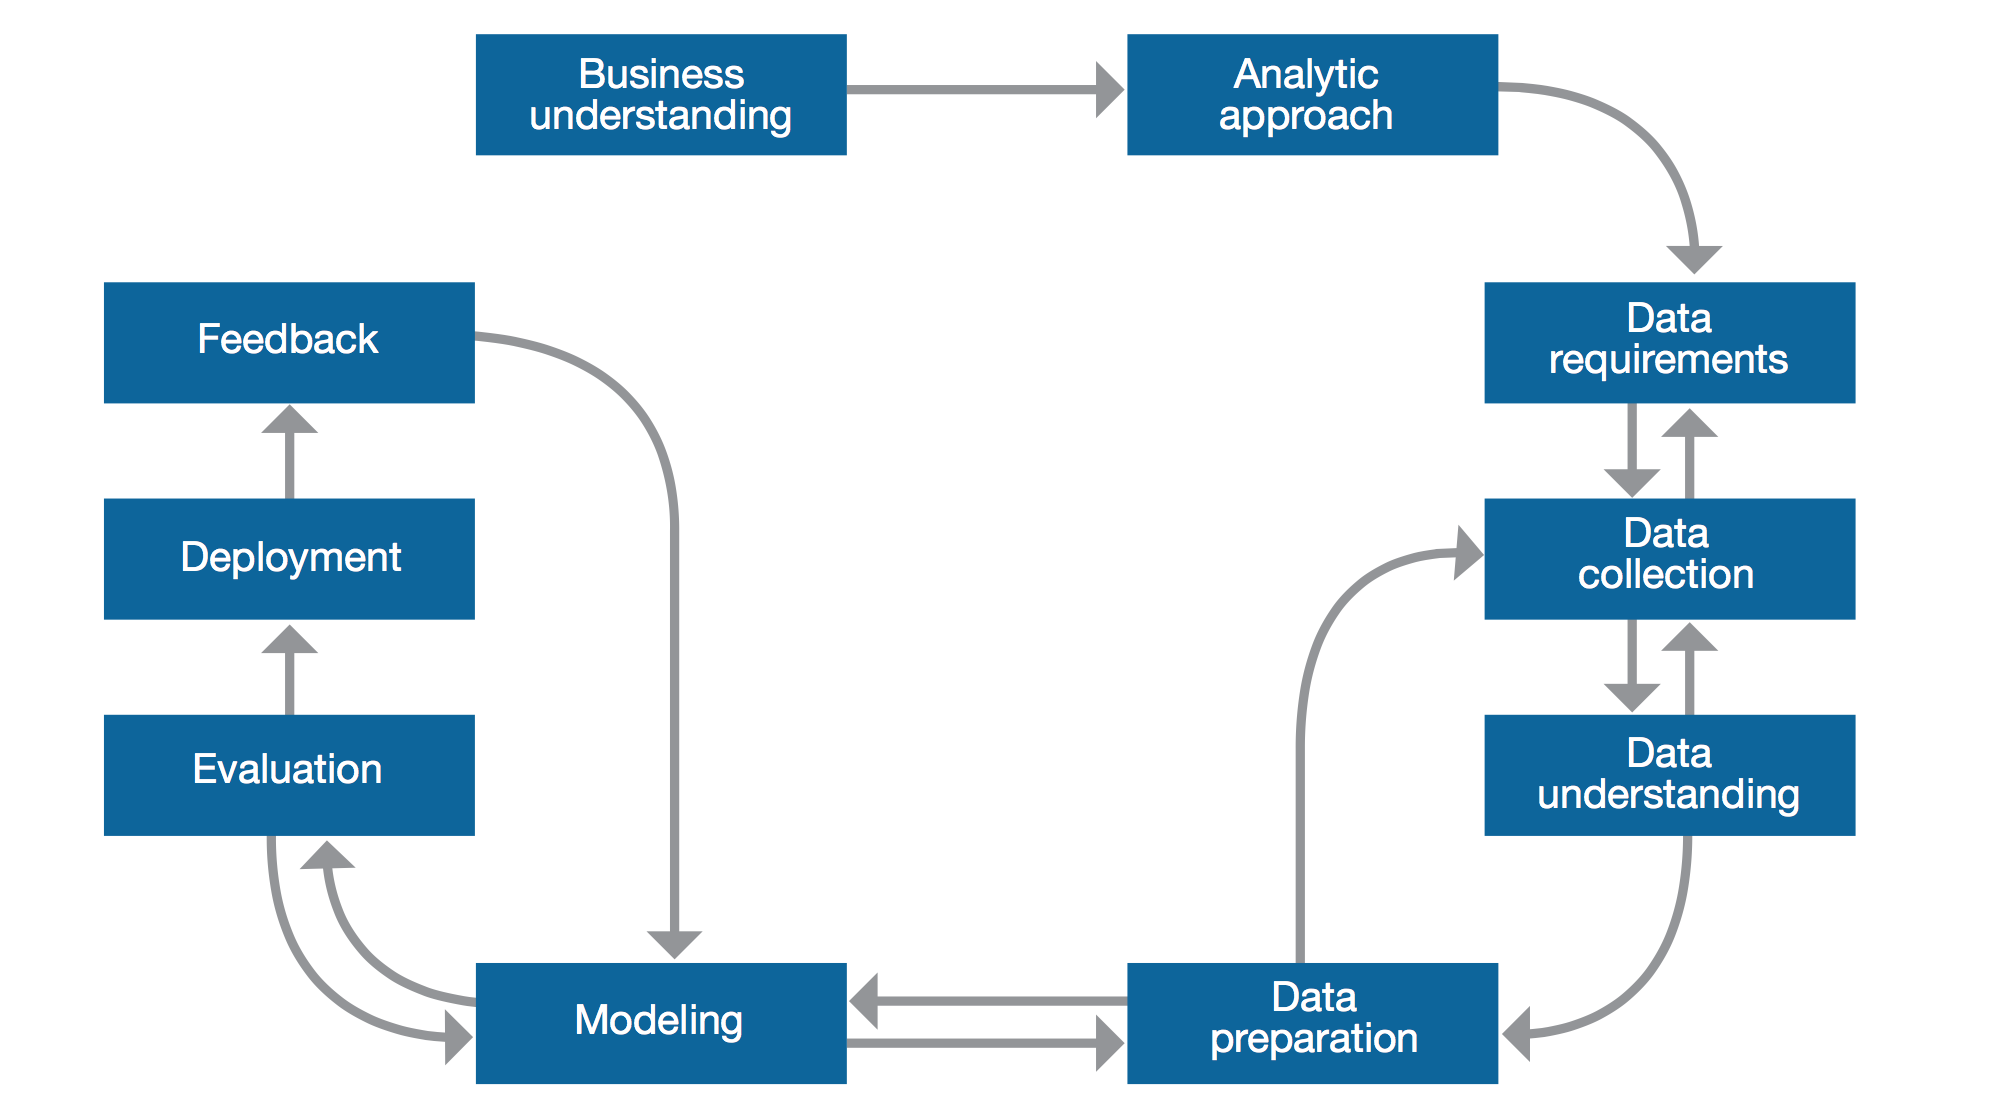 Business
understanding
Analytic
approach
Data
requirements
Data
collection
Data
understanding
Data
preparation
Modeling
Evaluation
Deployment
Feedback